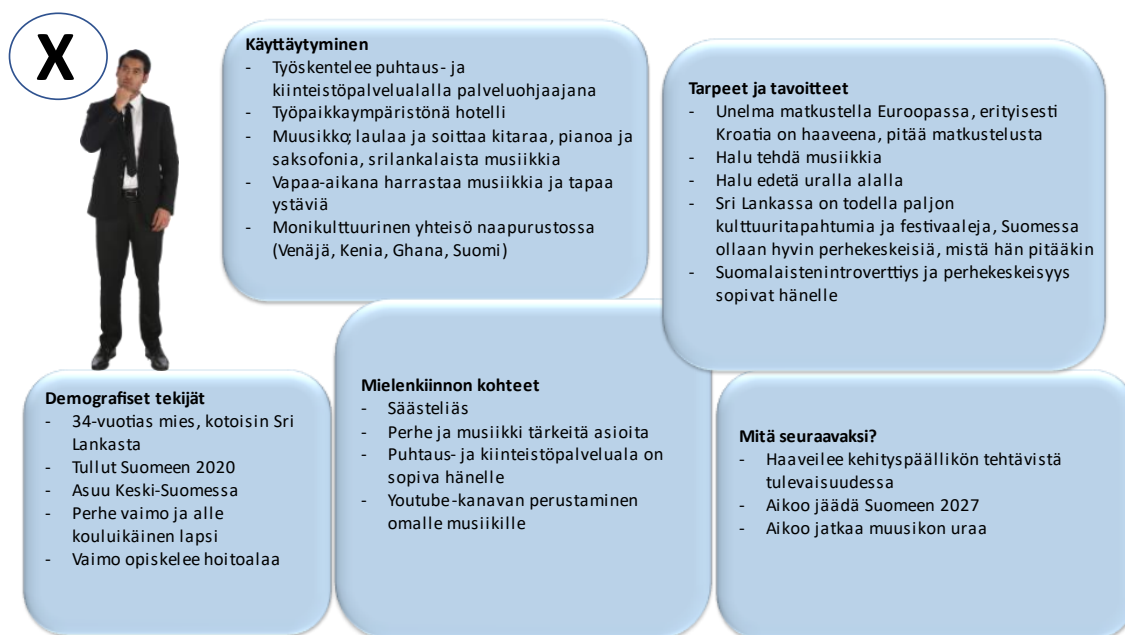 X
Käyttäytyminen
- Työskentelee puhtaus- ja
kiinteistöpalvelualalla palveluohjaajana
- Työpaikkaympäristönä hotelli
- Muusikko; laulaa ja soittaa kitaraa, pianoa ja
saksofonia, srilankalaista musiikkia
- Vapaa-aikana harrastaa musiikkia ja tapaa
ystäviä
- Monikulttuurinen yhteisö naapurustossa
(Venäjä, Kenia, Ghana, Suomi)
Tarpeet ja tavoitteet
- Unelma matkustella Euroopassa, erityisesti
Kroatia on haaveena, pitää matkustelusta
- Halu tehdä musiikkia
- Halu edetä uralla alalla
- Sri Lankassa on todella paljon
kulttuuritapahtumia ja festivaaleja, Suomessa
ollaan hyvin perhekeskeisiä, mistä hän pitääkin
- Suomalaistenintroverttiys ja perhekeskeisyys
sopivat hänelle
Demografiset tekijät
- 34-vuotias mies, kotoisin Sri
Lankasta
- Tullut Suomeen 2020
- Asuu Keski-Suomessa
- Perhe vaimo ja alle
kouluikäinen lapsi
- Vaimo opiskelee hoitoalaa
Mielenkiinnon kohteet
- Säästeliäs
- Perhe ja musiikki tärkeitä asioita
- Puhtaus- ja kiinteistöpalveluala on
sopiva hänelle
- Youtube-kanavan perustaminen
omalle musiikille
Mitä seuraavaksi?
- Haaveilee kehityspäällikön tehtävistä
tulevaisuudessa
- Aikoo jäädä Suomeen 2027
- Aikoo jatkaa muusikon uraa